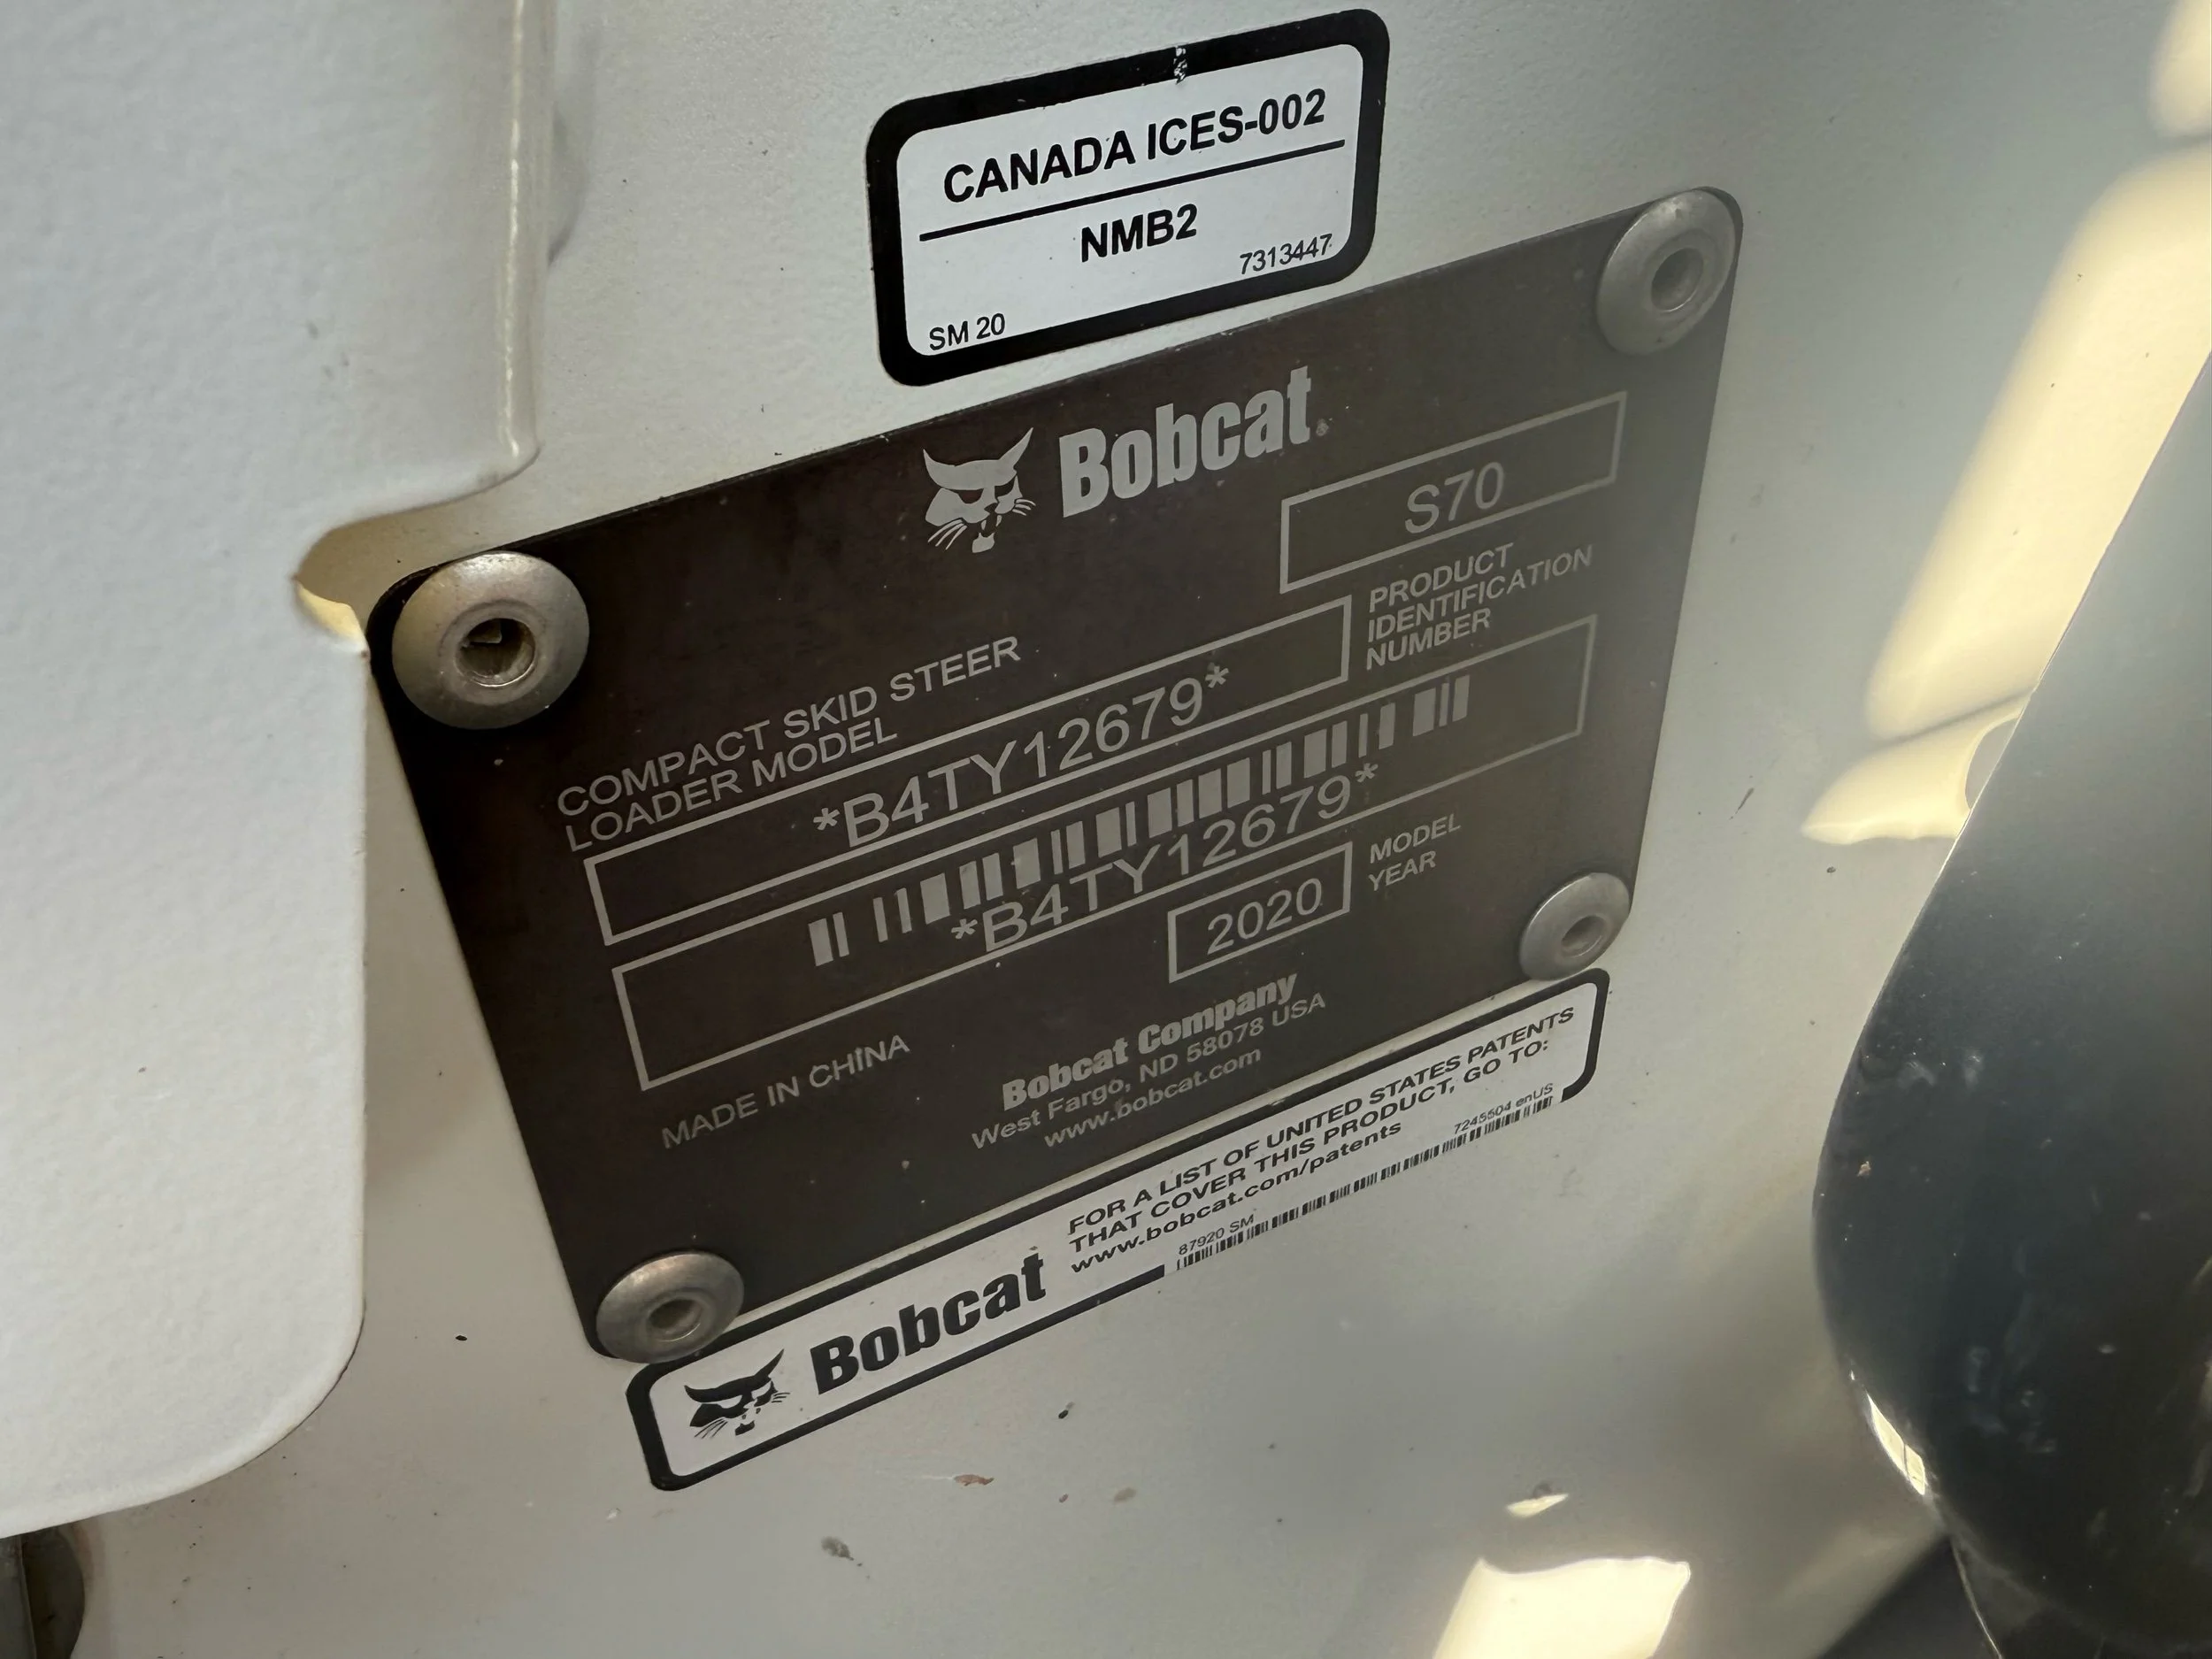 CANADA ICES-002
NMB2
7313447
SM 20
Bobcat
S70
COMPACT SKID STEER
LOADER MODEL
PRODUCT
IDENTIFICATION
NUMBER
*B4TY12679*
*B4TY12679*
2020
MODEL
YEAR
MADE IN CHINA
Bobcat Company
West Fargo, ND 58078 USA
www.bobcat.com
Bobcat
FOR A LIST OF UNITED STATES PATENTS
THAT COVER THIS PRODUCT, GO TO:
www.bobcat.com/patents
87920 SM
7245504 enUS